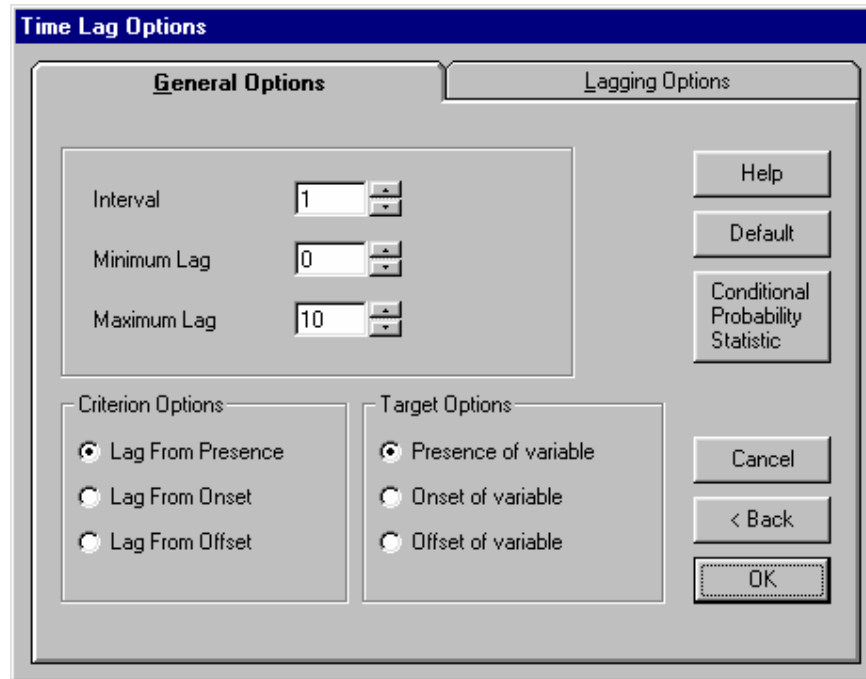 Time Lag Options
General Options
Lagging Options
Interval
1
Minimum Lag
0
Maximum Lag
10
Help
Default
Conditional
Probability
Statistic
Criterion Options
Lag From Presence
Lag From Onset
Lag From Offset
Target Options
Presence of variable
Onset of variable
Offset of variable
Cancel
< Back
OK